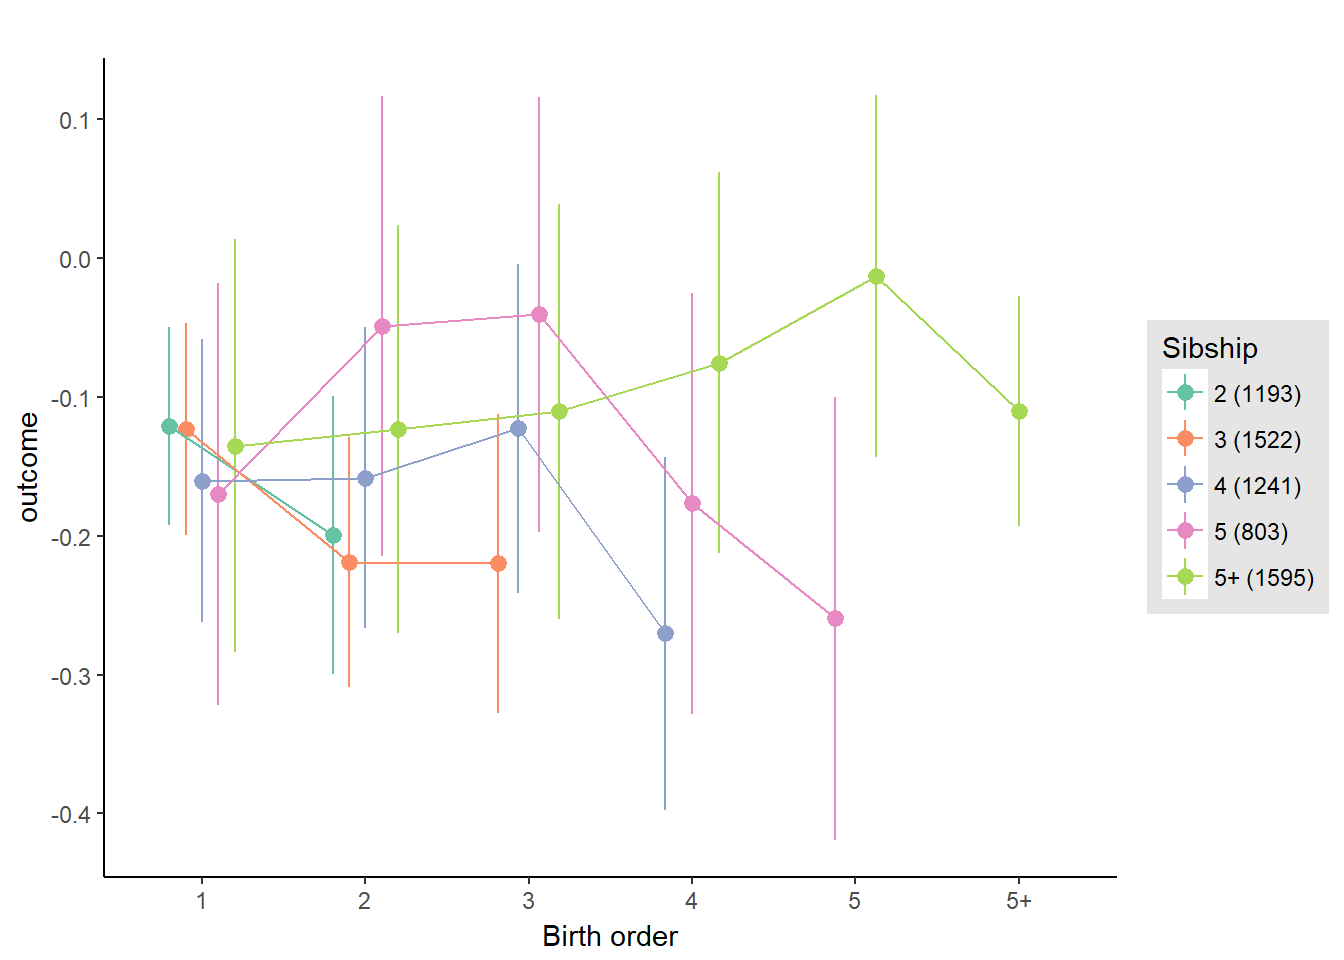 0.1
0.0
-0.1
-0.2
-0.3
-0.4
outcome
1 2 3 4 5 5+
Birth order
Sibship
2 (1193)
3 (1522)
4 (1241)
5 (803)
5+ (1595)